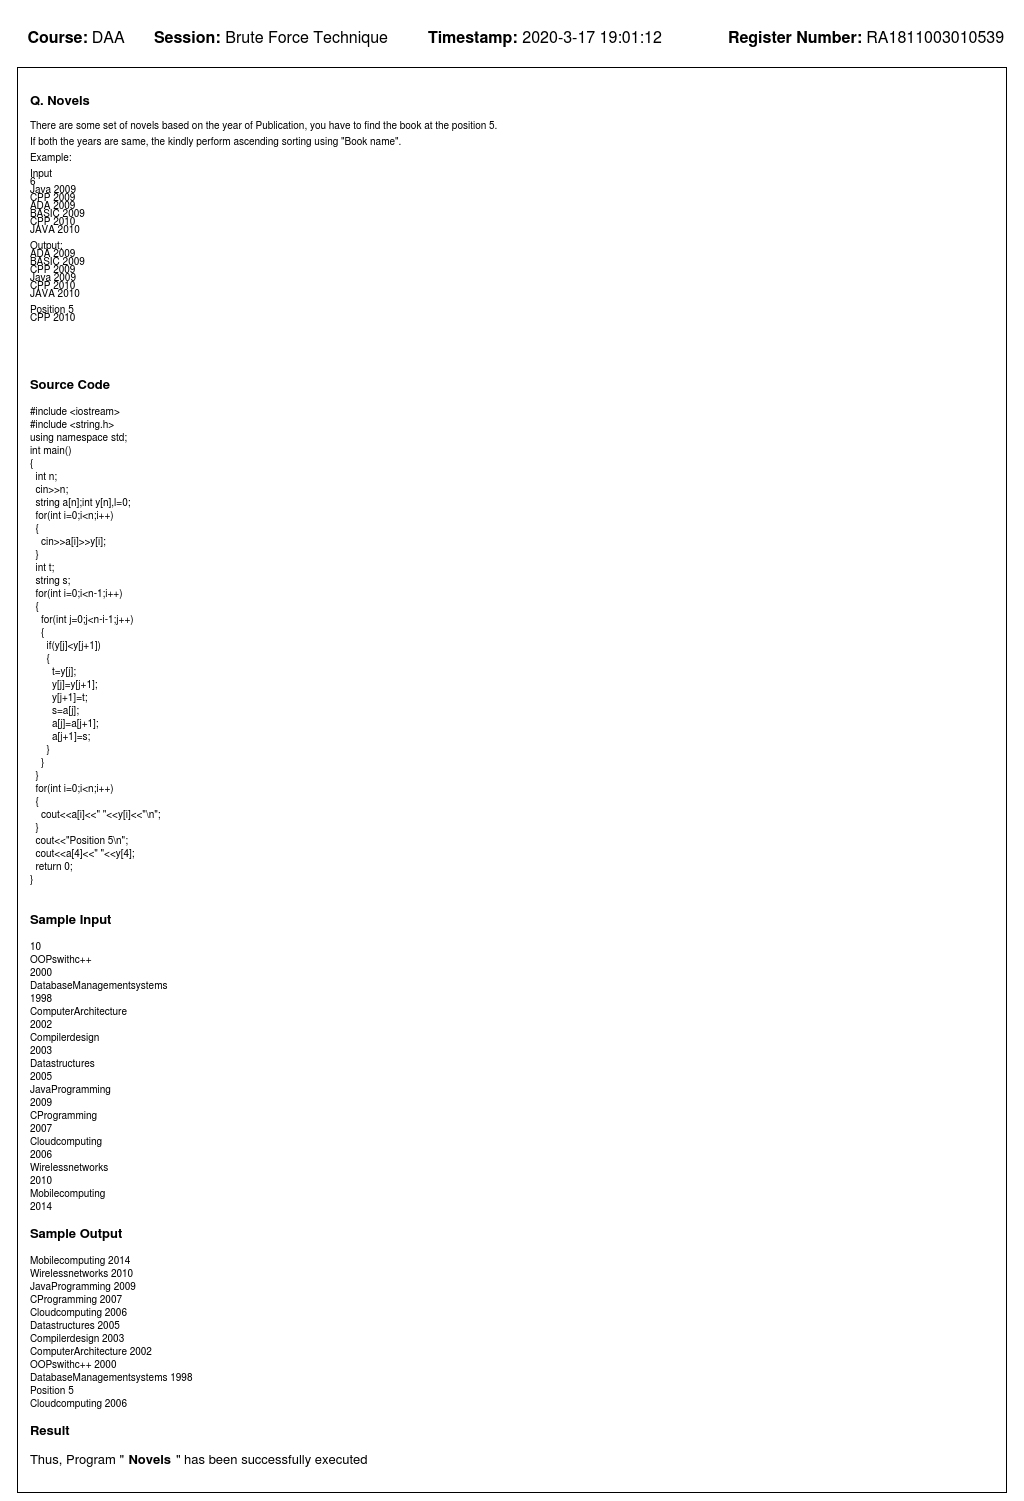 Course: DAA Session: Brute Force Technique Timestamp: 2020-3-17 19:01:12 Register Number: RA1811003010539
Q. Novels
There are some set of novels based on the year of Publication, you have to find the book at the position 5.
If both the years are same, the kindly perform ascending sorting using "Book name".
Example:
Input
6
Java 2009
CPP 2009
ADA 2009
BASIC 2009
CPP 2010
JAVA 2010
Output:
ADA 2009
BASIC 2009
CPP 2009
Java 2009
CPP 2010
JAVA 2010
Position 5
CPP 2010
Source Code
#include <iostream>
#include <string.h>
using namespace std;
int main()
{
int n;
cin>>n;
string a[n];int y[n],l=0;
for(int i=0;i<n;i++)
{
cin>>a[i]>>y[i];
}
int t;
string s;
for(int i=0;i<n-1;i++)
{
for(int j=0;j<n-i-1;j++)
{
if(y[j]<y[j+1])
{
t=y[j];
y[j]=y[j+1];
y[j+1]=t;
s=a[j];
a[j]=a[j+1];
a[j+1]=s;
}
}
}
for(int i=0;i<n;i++)
{
cout<<a[i]<<" "<<y[i]<<"\n";
}
cout<<"Position 5\n";
cout<<a[4]<<" "<<y[4];
return 0;
}
Sample Input
10
OOPswithc++
2000
DatabaseManagementsystems
1998
ComputerArchitecture
2002
Compilerdesign
2003
Datastructures
2005
JavaProgramming
2009
CProgramming
2007
Cloudcomputing
2006
Wirelessnetworks
2010
Mobilecomputing
2014
Sample Output
Mobilecomputing 2014
Wirelessnetworks 2010
JavaProgramming 2009
CProgramming 2007
Cloudcomputing 2006
Datastructures 2005
Compilerdesign 2003
ComputerArchitecture 2002
OOPswithc++ 2000
DatabaseManagementsystems 1998
Position 5
Cloudcomputing 2006
Result
Thus, Program " Novels " has been successfully executed